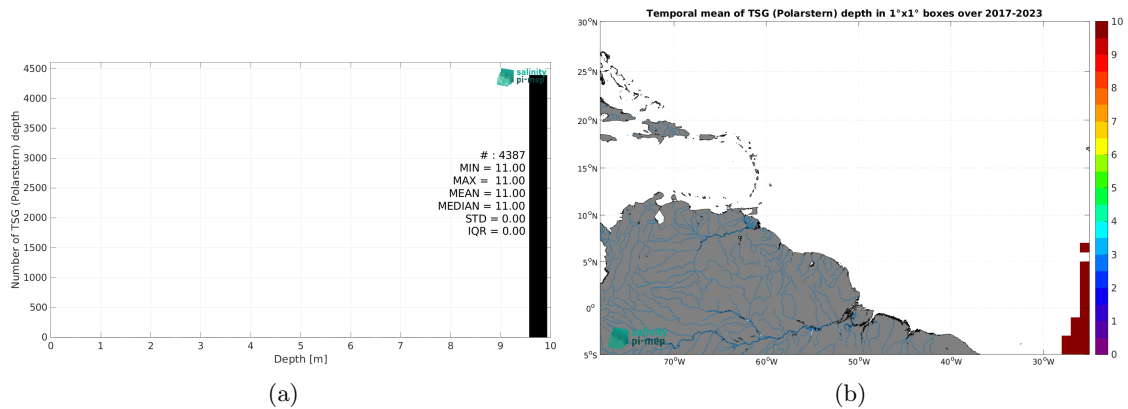 4500
4000
3500
3000
2500
2000
1500
1000
500
0
Number of TSG (Polarstern) depth
salinity
pi-mep
# : 4387
MIN = 11.00
MAX = 11.00
MEAN = 11.00
MEDIAN = 11.00
STD = 0.00
IQR = 0.00
0 1 2 3 4 5 6 7 8 9 10
Depth [m]
(a)
Temporal mean of TSG (Polarstern) depth in 1°x1° boxes over 2017-2023
30°N
25°N
20°N
15°N
10°N
5°N
0°
5°S
70°W 60°W 50°W 40°W 30°W
salinity
pi-mep
10
9
8
7
6
5
4
3
2
1
0
(b)